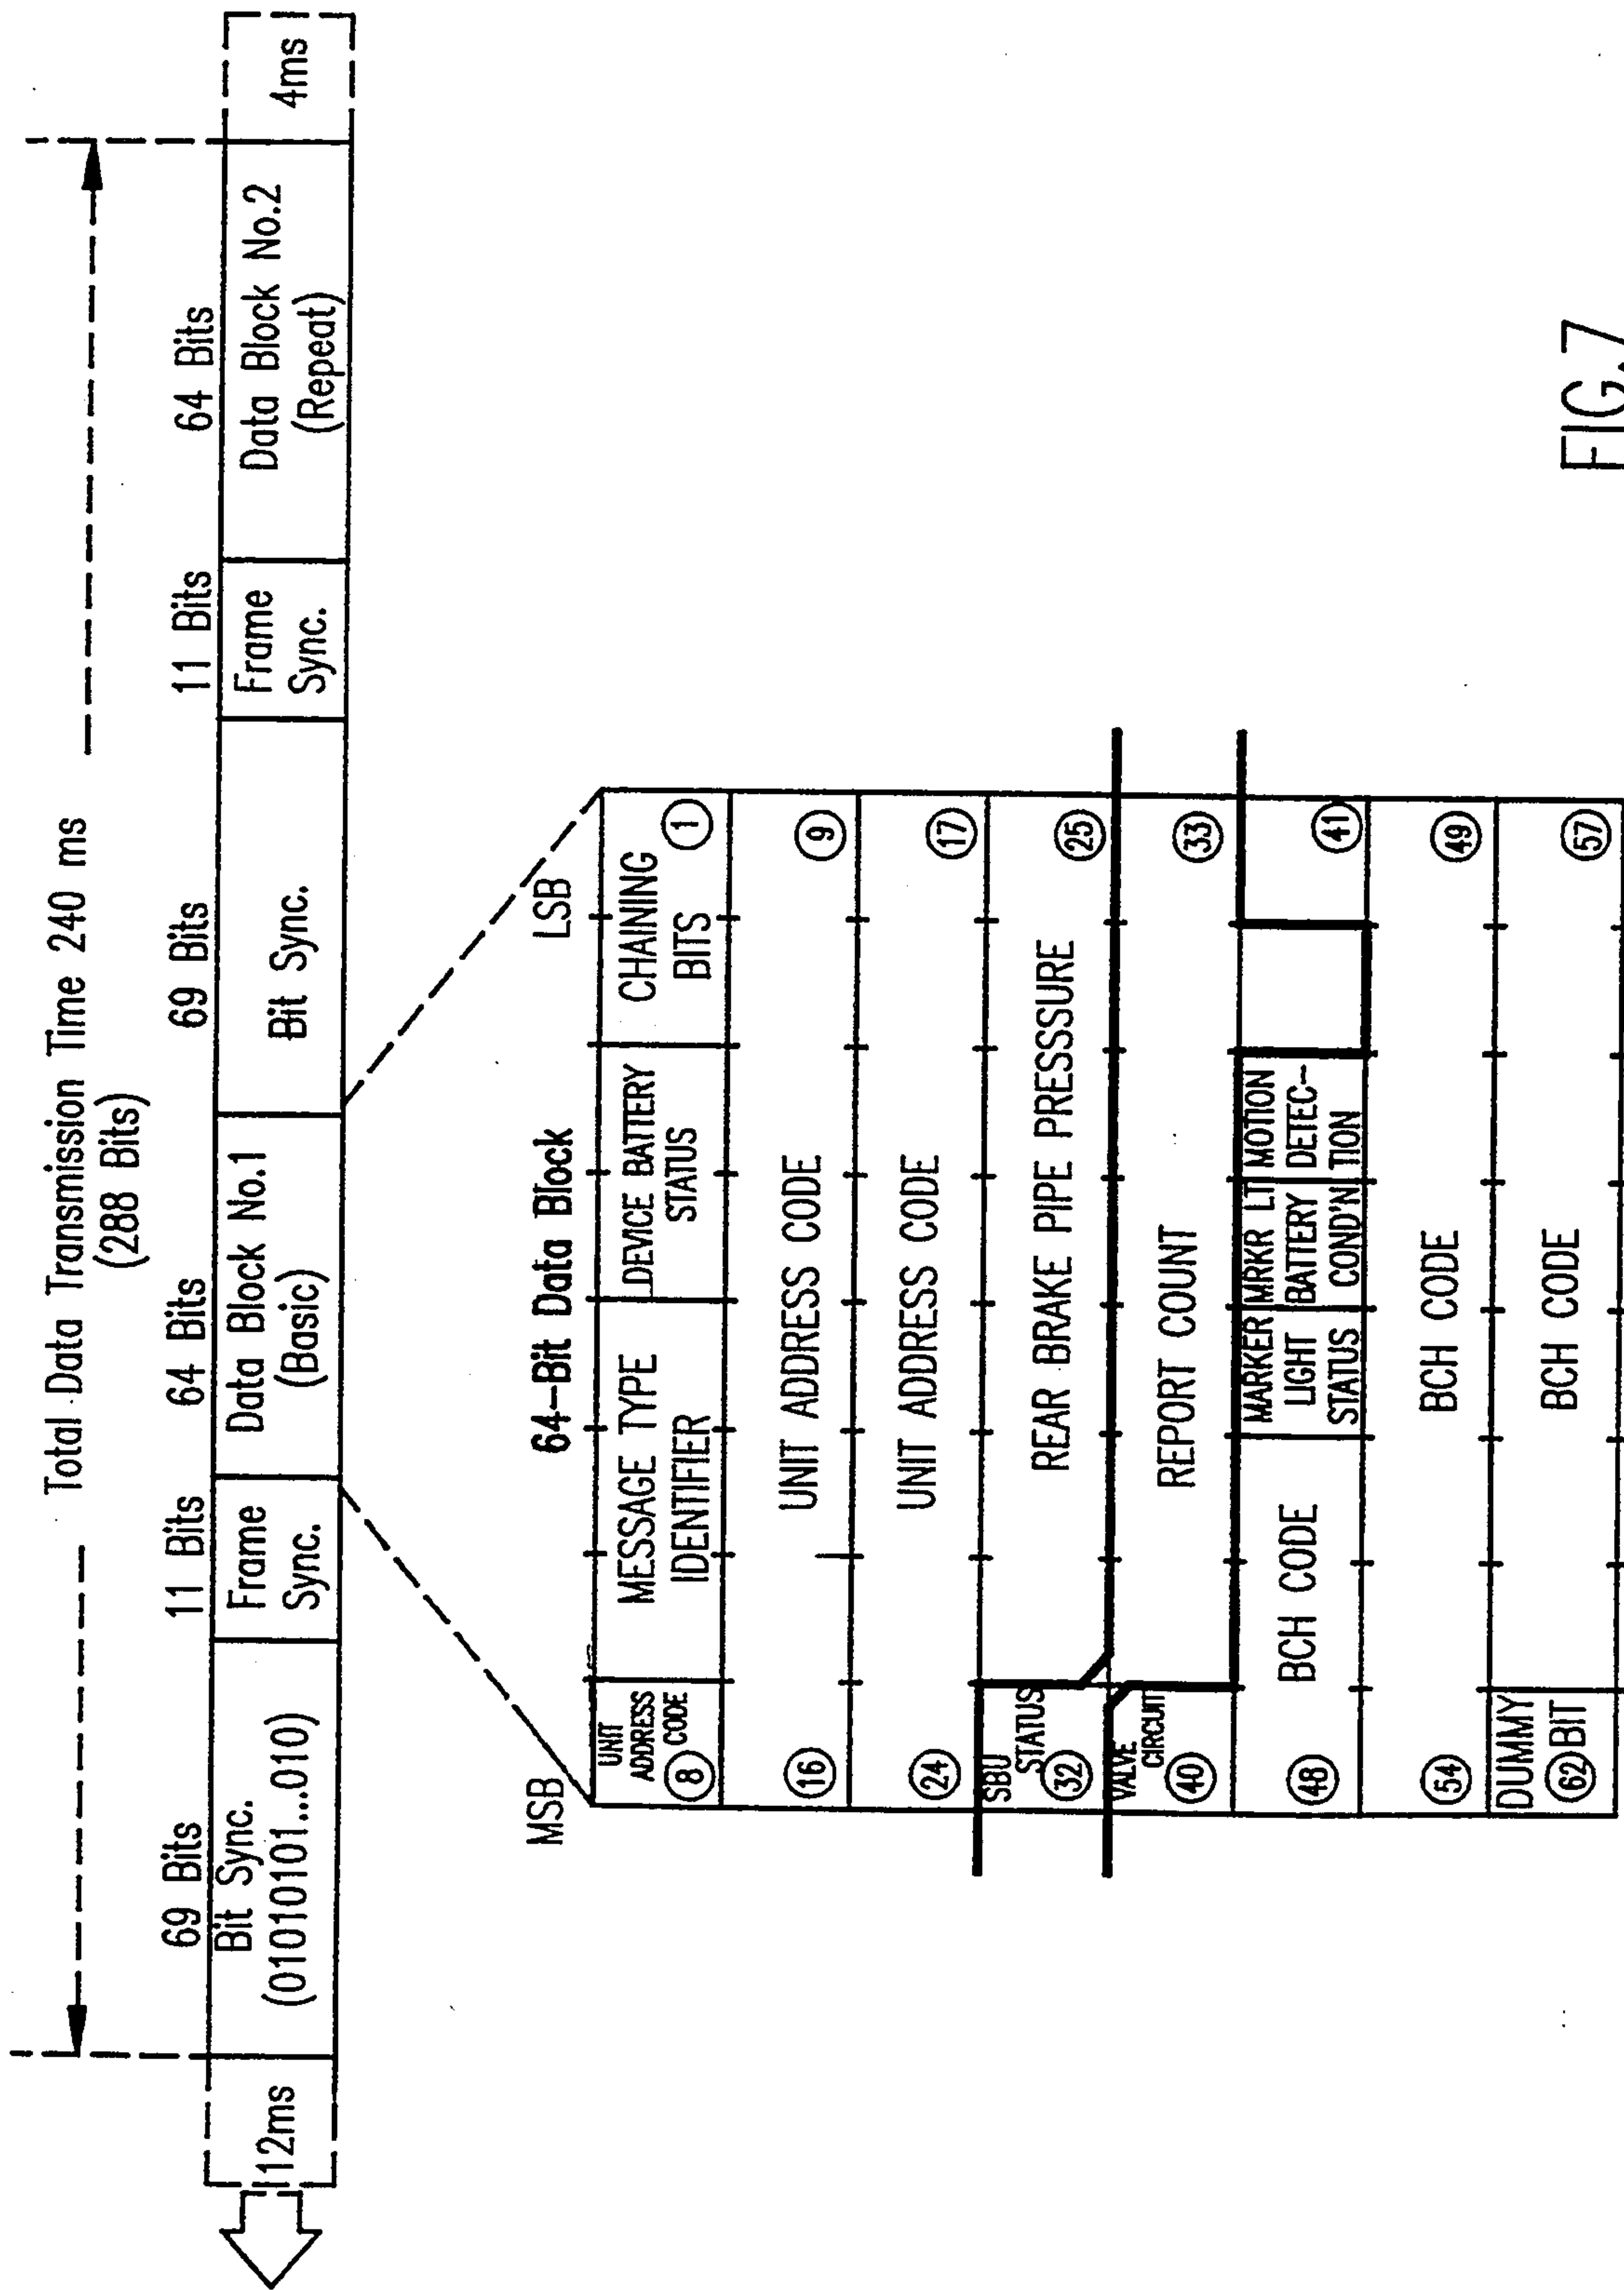 Total Data Transmission Time 240 ms
(288 Bits)
69 Bits
11 Bits
64 Bits
69 Bits
11 Bits
64 Bits
12ms
Bit Sync.
(01010101...010)
Frame
Sync.
Data Block No.1
(Basic)
Bit Sync.
Frame
Sync.
Data Block No.2
(Repeat)
4ms
64-Bit Data Block
MSB
LSB
UNIT
ADDRESS
CODE
8
MESSAGE TYPE
IDENTIFIER
DEVICE BATTERY
STATUS
CHAINING
BITS
1
16
UNIT ADDRESS CODE
9
24
UNIT ADDRESS CODE
17
SBU
STATUS
32
REAR BRAKE PIPE PRESSSURE
25
VALVE
CIRCUIT
40
REPORT COUNT
33
48
BCH CODE
MARKER
LIGHT
STATUS
MRKR LT
BATTERY
COND'N
MOTION
DETEC-
TION
41
54
BCH CODE
49
DUMMY
BIT
62
BCH CODE
57
FIG.7